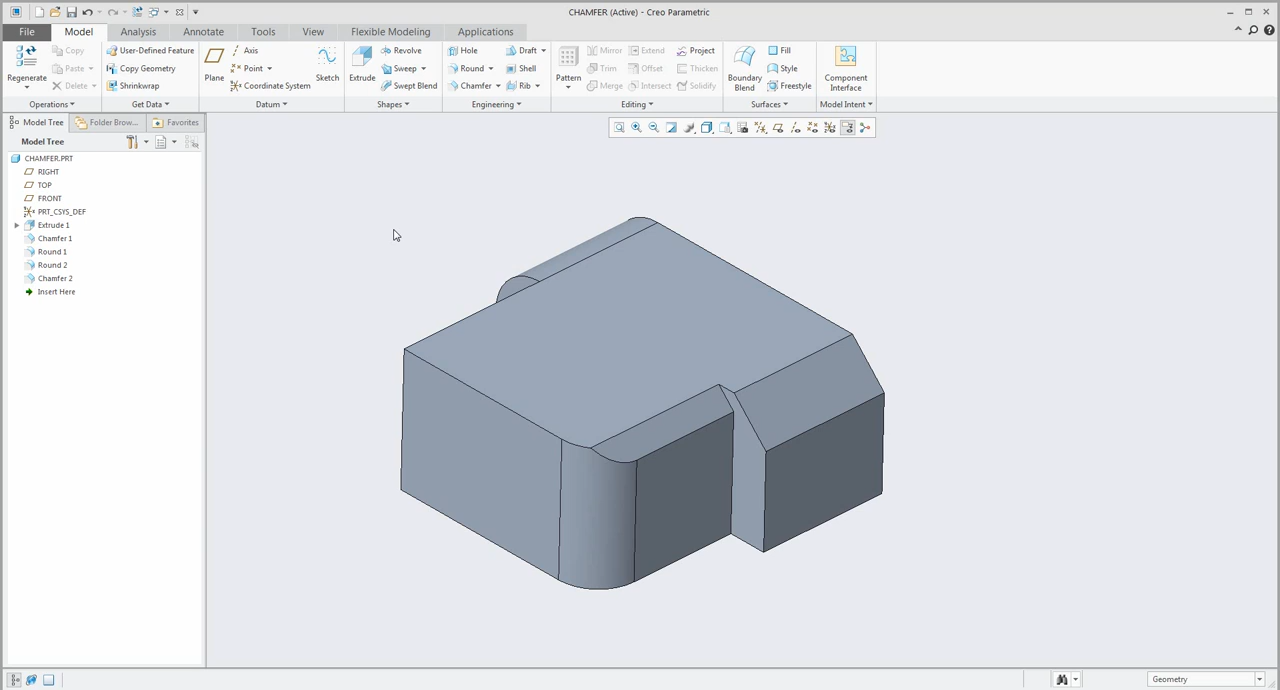 CHAMFER (Active) - Creo Parametric
File Model Analysis Annotate Tools View Flexible Modeling Applications
Regenerate
Copy
Paste
Delete
Operations
User-Defined Feature
Copy Geometry
Shrinkwrap
Get Data
Plane
Axis
Point
Coordinate System
Sketch
Datum
Extrude
Revolve
Sweep
Swept Blend
Shapes
Hole
Round
Chamfer
Draft
Shell
Rib
Engineering
Pattern
Mirror
Extend
Project
Trim
Offset
Thicken
Merge
Intersect
Solidify
Editing
Boundary
Blend
Fill
Style
Freestyle
Surfaces
Component
Interface
Model Intent
Model Tree Folder Brow... Favorites
Model Tree
CHAMFER.PRT
RIGHT
TOP
FRONT
PRT_CSYS_DEF
Extrude 1
Chamfer 1
Round 1
Round 2
Chamfer 2
Insert Here
Geometry